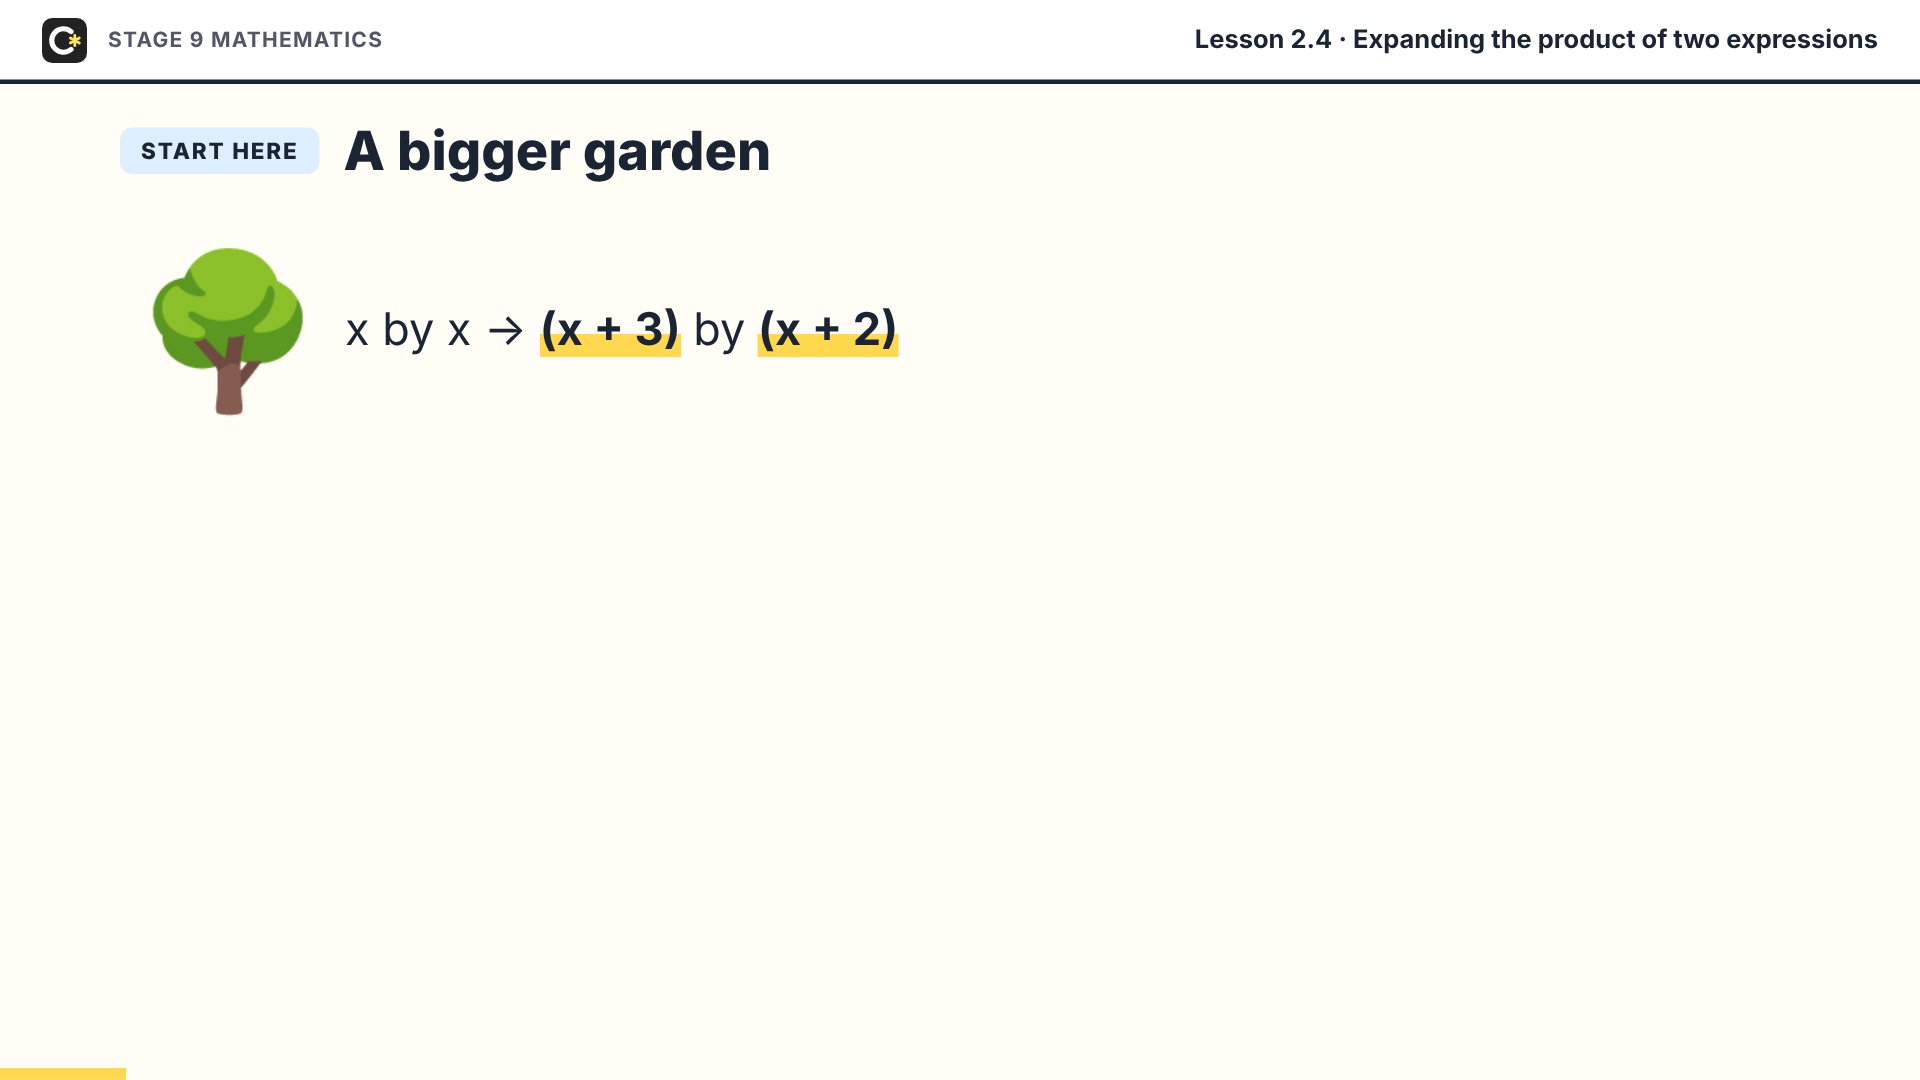 STAGE 9 MATHEMATICS
Lesson 2.4 · Expanding the product of two expressions
START HERE
A bigger garden
x by x → (x + 3) by (x + 2)